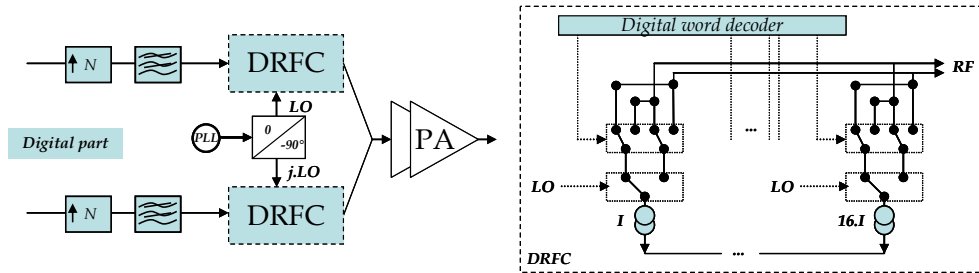 Digital word decoder
↑ N
DRFC
RF
LO
PLL
0
-90°
PA
...
Digital part
j.LO
LO
LO
↑ N
DRFC
I
16.I
...
DRFC